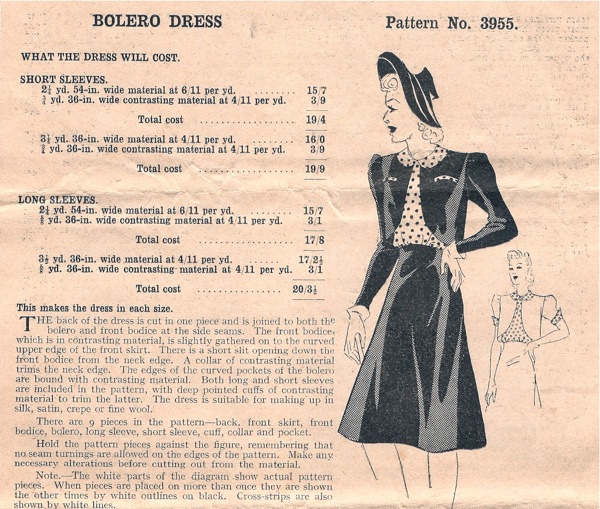 BOLERO DRESS
Pattern No. 3955.
WHAT THE DRESS WILL COST.
SHORT SLEEVES.
2¼ yd. 54-in. wide material at 6/11 per yd. ........ 15/7
¾ yd. 36-in. contrasting material at 4/11 per yd. 3/9
Total cost .................. 19/4
3¼ yd. 36-in. wide material at 4/11 per yd. ....... 16/0
¾ yd. 36-in. wide contrasting material at 4/11 per yd. 3/9
Total cost .................. 19/9
LONG SLEEVES.
2¼ yd. 54-in. wide material at 6/11 per yd. ....... 15/7
⅝ yd. 36-in. wide contrasting material at 4/11 per yd. 3/1
Total cost .................. 17/8
3½ yd. 36-in. wide material at 4/11 per yd. ....... 17/2½
⅝ yd. 36-in. wide contrasting material at 4/11 per yd. 3/1
Total cost .................. 20/3½
This makes the dress in each size.
THE back of the dress is cut in one piece and is joined to both the
bolero and front bodice at the side seams. The front bodice,
which is in contrasting material, is slightly gathered on to the curved
upper edge of the front skirt. There is a short slit opening down the
front bodice from the neck edge. A collar of contrasting material
trims the neck edge. The edges of the curved pockets of the bolero
are bound with contrasting material. Both long and short sleeves
are included in the pattern, with deep pointed cuffs of contrasting
material to trim the latter. The dress is suitable for making up in
silk, satin, crepe or fine wool.
There are 9 pieces in the pattern—back, front skirt, front
bodice, bolero, long sleeve, short sleeve, cuff, collar and pocket.
Hold the pattern pieces against the figure, remembering that
no seam turnings are allowed on the edges of the pattern. Make any
necessary alterations before cutting out from the material.
Note.—The white parts of the diagram show actual pattern
pieces. When pieces are placed on more than once they are shown
the other times by white outlines on black. Cross-strips are also
shown by white lines.